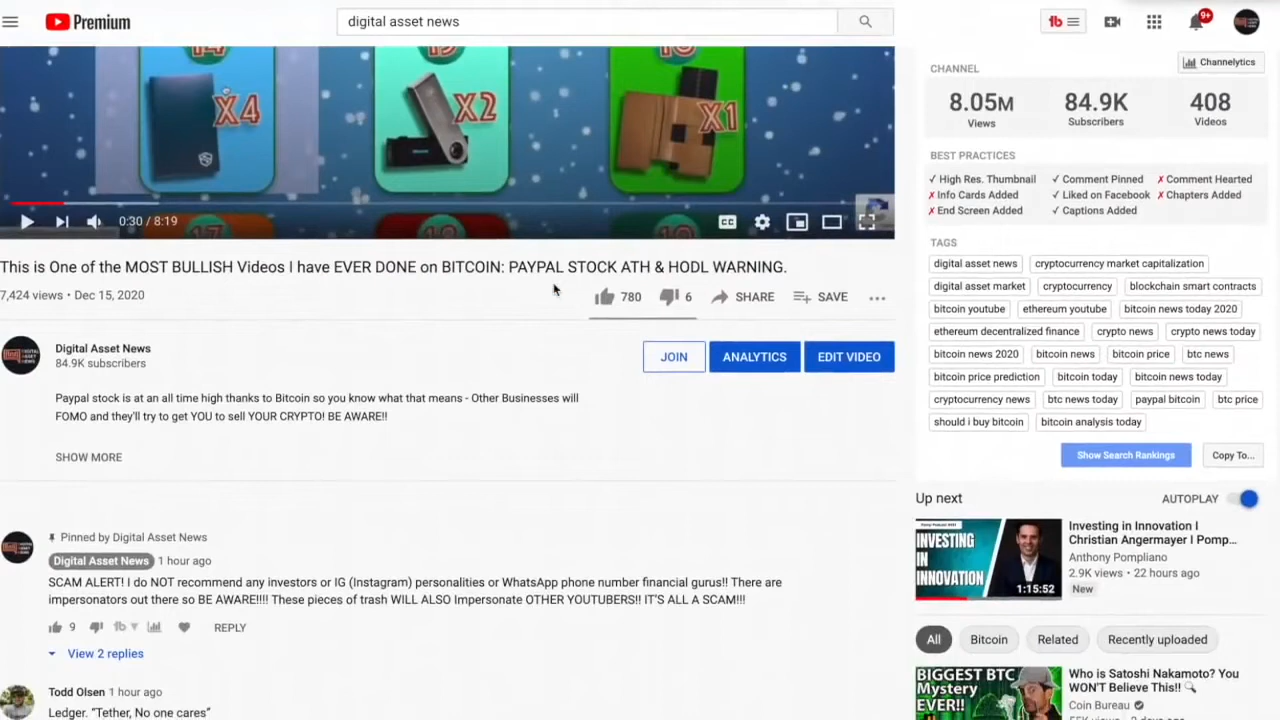 Premium
digital asset news
9+
X4
X2
X1
0:30 / 8:19
CC
This is One of the MOST BULLISH Videos I have EVER DONE on BITCOIN: PAYPAL STOCK ATH & HODL WARNING.
7,424 views • Dec 15, 2020
780
6
SHARE
SAVE
Digital Asset News
84.9K subscribers
JOIN
ANALYTICS
EDIT VIDEO
Paypal stock is at an all time high thanks to Bitcoin so you know what that means - Other Businesses will
FOMO and they'll try to get YOU to sell YOUR CRYPTO! BE AWARE!!
SHOW MORE
Pinned by Digital Asset News
Digital Asset News 1 hour ago
SCAM ALERT! I do NOT recommend any investors or IG (Instagram) personalities or WhatsApp phone number financial gurus!! There are
impersonators out there so BE AWARE!!!! These pieces of trash WILL ALSO Impersonate OTHER YOUTUBERS!! IT'S ALL A SCAM!!!
9
REPLY
View 2 replies
Todd Olsen 1 hour ago
Ledger. "Tether, No one cares"
CHANNEL
Channelytics
8.05M 84.9K 408
Views Subscribers Videos
BEST PRACTICES
✓ High Res. Thumbnail ✓ Comment Pinned ✗ Comment Hearted
✗ Info Cards Added ✓ Liked on Facebook ✗ Chapters Added
✗ End Screen Added ✓ Captions Added
TAGS
digital asset news cryptocurrency market capitalization
digital asset market cryptocurrency blockchain smart contracts
bitcoin youtube ethereum youtube bitcoin news today 2020
ethereum decentralized finance crypto news crypto news today
bitcoin news 2020 bitcoin news bitcoin price btc news
bitcoin price prediction bitcoin today bitcoin news today
cryptocurrency news btc news today paypal bitcoin btc price
should i buy bitcoin bitcoin analysis today
Show Search Rankings Copy To...
Up next
AUTOPLAY
INVESTING
IN
INNOVATION
1:15:52
Investing in Innovation I
Christian Angermayer I Pomp...
Anthony Pompliano
2.9K views • 22 hours ago
New
All Bitcoin Related Recently uploaded
BIGGEST BTC
Mystery
EVER!!
Who is Satoshi Nakamoto? You
WON'T Believe This!! 🔍
Coin Bureau